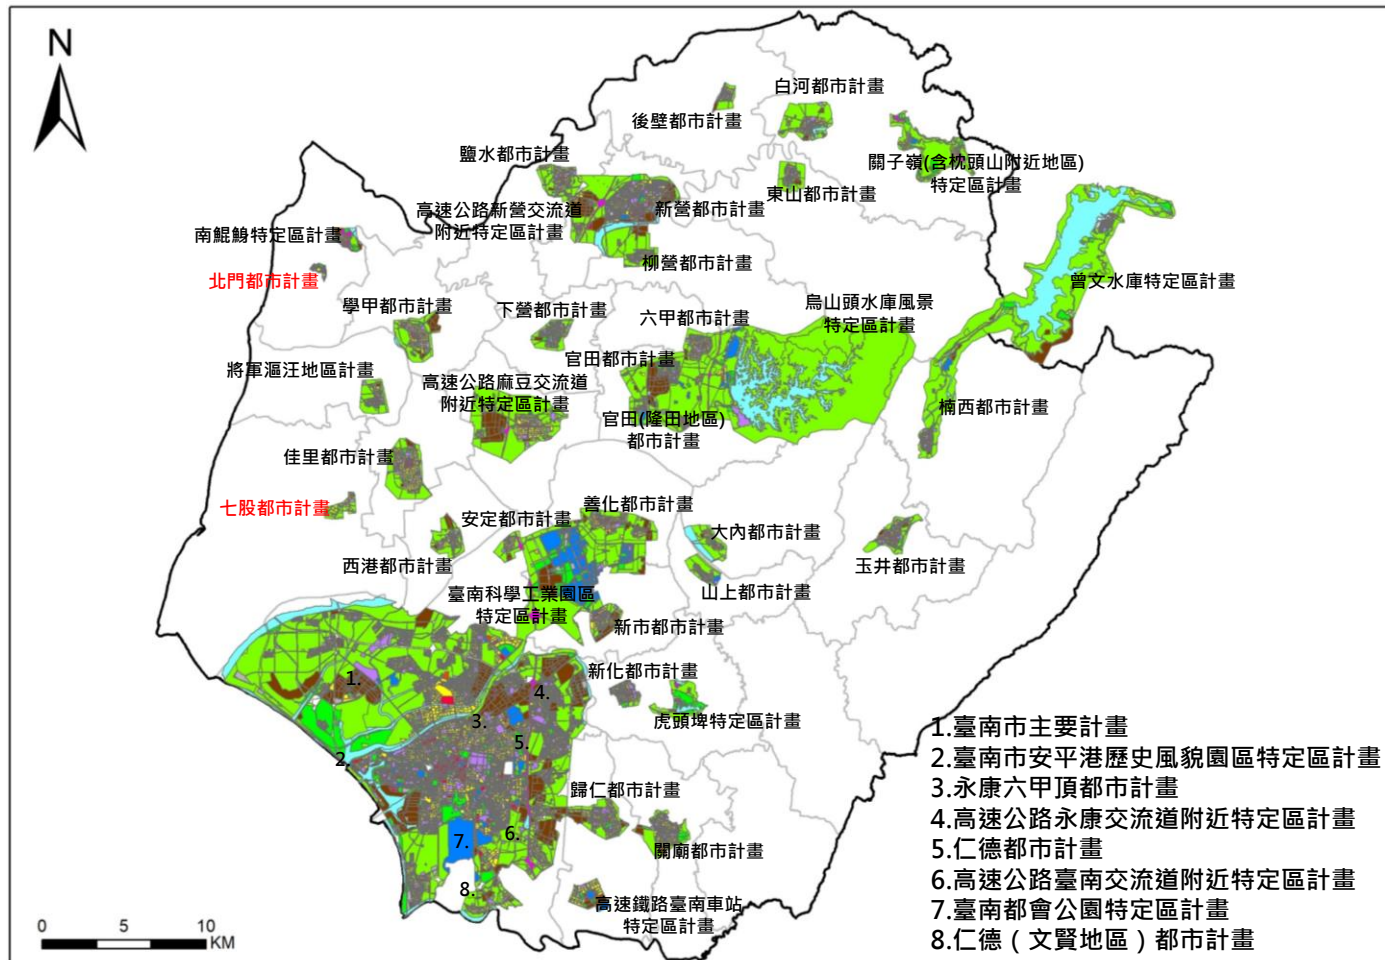 N
白河都市計畫
後壁都市計畫
鹽水都市計畫
關子嶺(含枕頭山附近地區)
特定區計畫
東山都市計畫
高速公路新營交流道
附近特定區計畫
新營都市計畫
南鯤鯓特定區計畫
柳營都市計畫
北門都市計畫
曾文水庫特定區計畫
學甲都市計畫
下營都市計畫
六甲都市計畫
烏山頭水庫風景
特定區計畫
官田都市計畫
將軍漚汪地區計畫
高速公路麻豆交流道
附近特定區計畫
楠西都市計畫
官田(隆田地區)
都市計畫
佳里都市計畫
七股都市計畫
善化都市計畫
安定都市計畫
大內都市計畫
西港都市計畫
玉井都市計畫
山上都市計畫
臺南科學工業園區
特定區計畫
新市都市計畫
新化都市計畫
虎頭埤特定區計畫
1.
4.
3.
5.
2.
歸仁都市計畫
6.
7.
關廟都市計畫
8.
高速鐵路臺南車站
特定區計畫
1.臺南市主要計畫
2.臺南市安平港歷史風貌園區特定區計畫
3.永康六甲頂都市計畫
4.高速公路永康交流道附近特定區計畫
5.仁德都市計畫
6.高速公路臺南交流道附近特定區計畫
7.臺南都會公園特定區計畫
8.仁德（文賢地區）都市計畫
0 5 10
KM